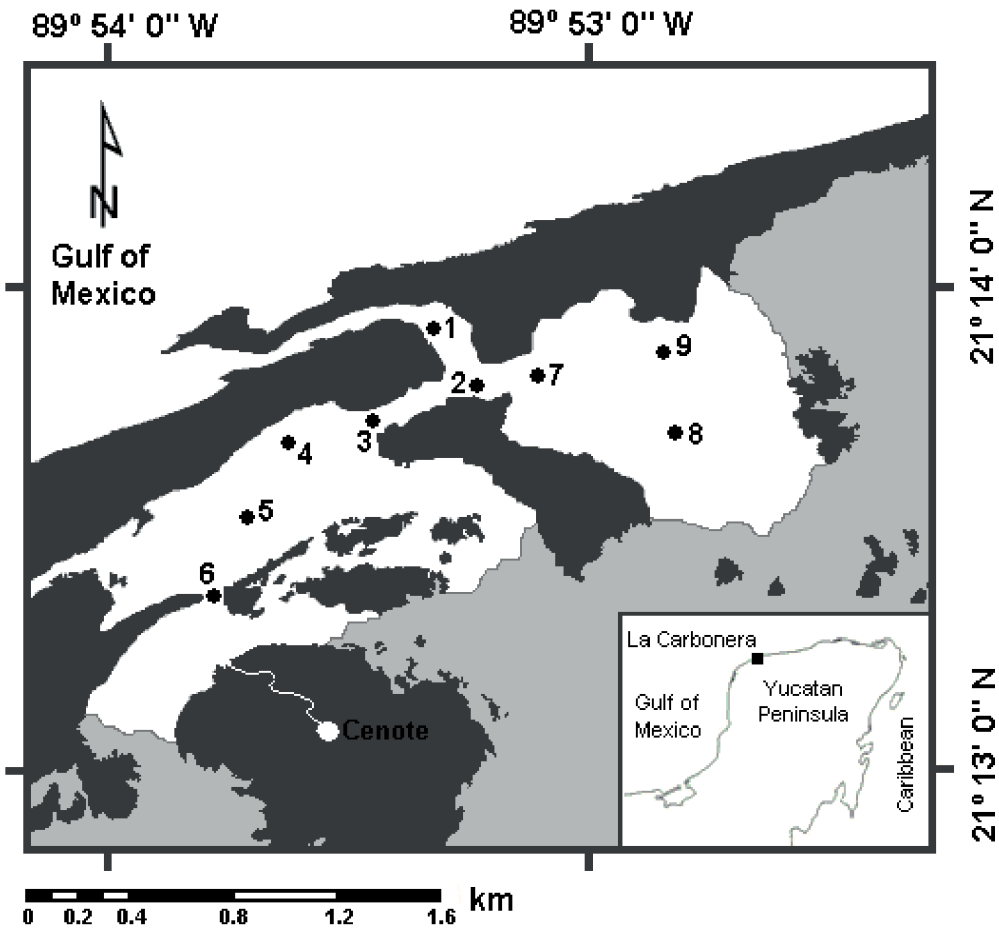 89º 54' 0" W
89º 53' 0" W
N
Gulf of
Mexico
21º 14' 0" N
1
2
7
9
3
4
8
5
6
Cenote
21º 13' 0" N
La Carbonera
Gulf of
Mexico
Yucatan
Peninsula
Caribbean
0 0.2 0.4 0.8 1.2 1.6 km